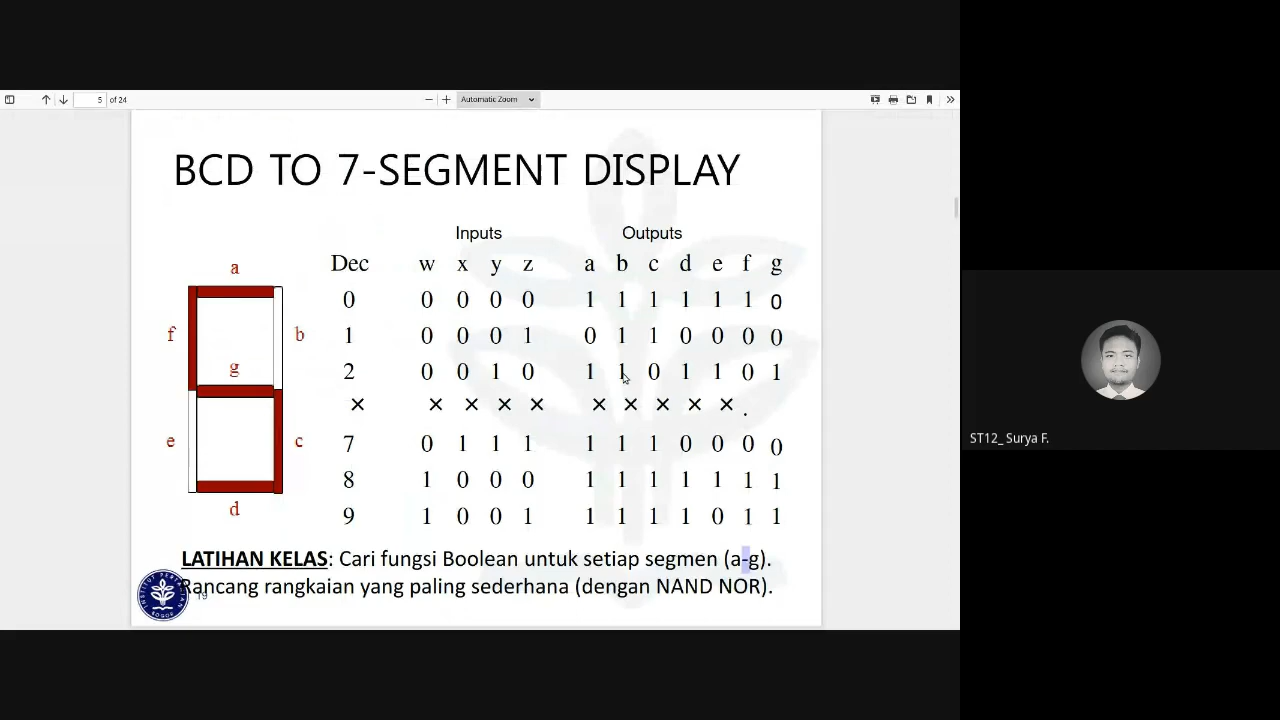 5 of 24
Automatic Zoom
BCD TO 7-SEGMENT DISPLAY
Inputs Outputs
Dec w x y z a b c d e f g
0 0 0 0 0 1 1 1 1 1 1 0
1 0 0 0 1 0 1 1 0 0 0 0
2 0 0 1 0 1 1 0 1 1 0 1
× × × × × × × × × × .
7 0 1 1 1 1 1 1 0 0 0 0
8 1 0 0 0 1 1 1 1 1 1 1
9 1 0 0 1 1 1 1 1 0 1 1
a
f b
g
e c
d
LATIHAN KELAS: Cari fungsi Boolean untuk setiap segmen (a-g).
Rancang rangkaian yang paling sederhana (dengan NAND NOR).
19
ST12_ Surya F.